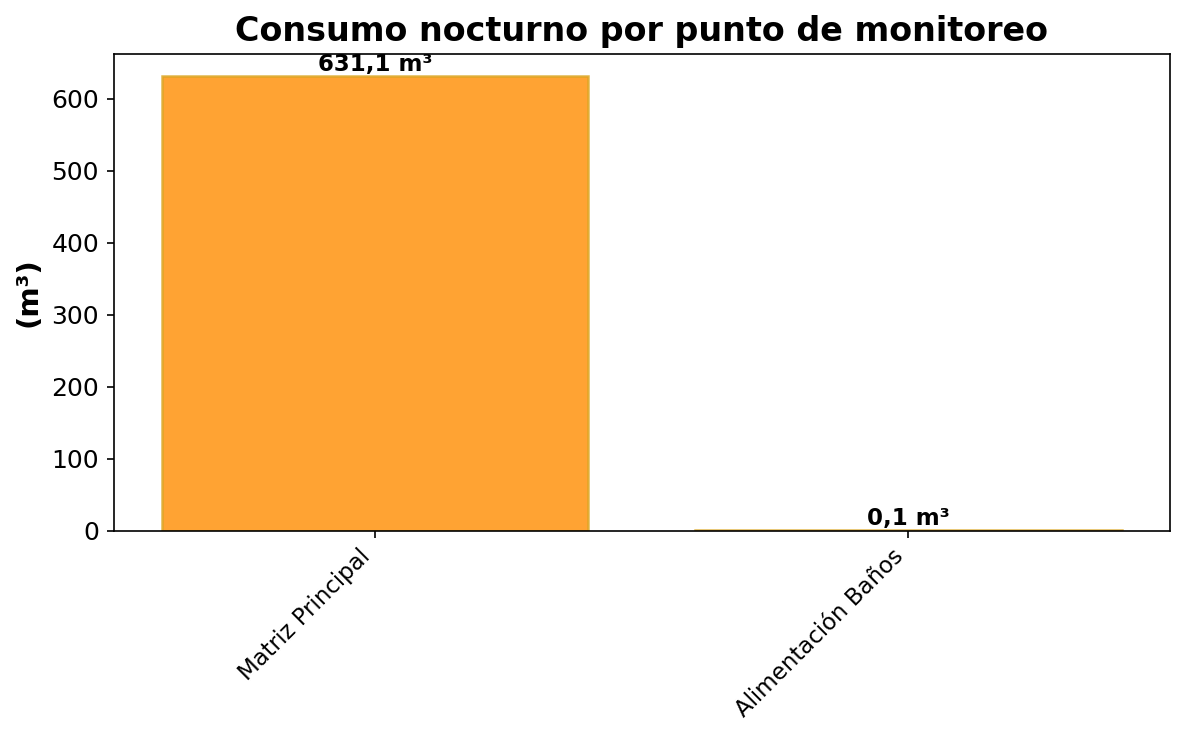 Consumo nocturno por punto de monitoreo
631,1 m³
600
500
400
300
200
100
0
(m³)
0,1 m³
Matriz Principal
Alimentación Baños